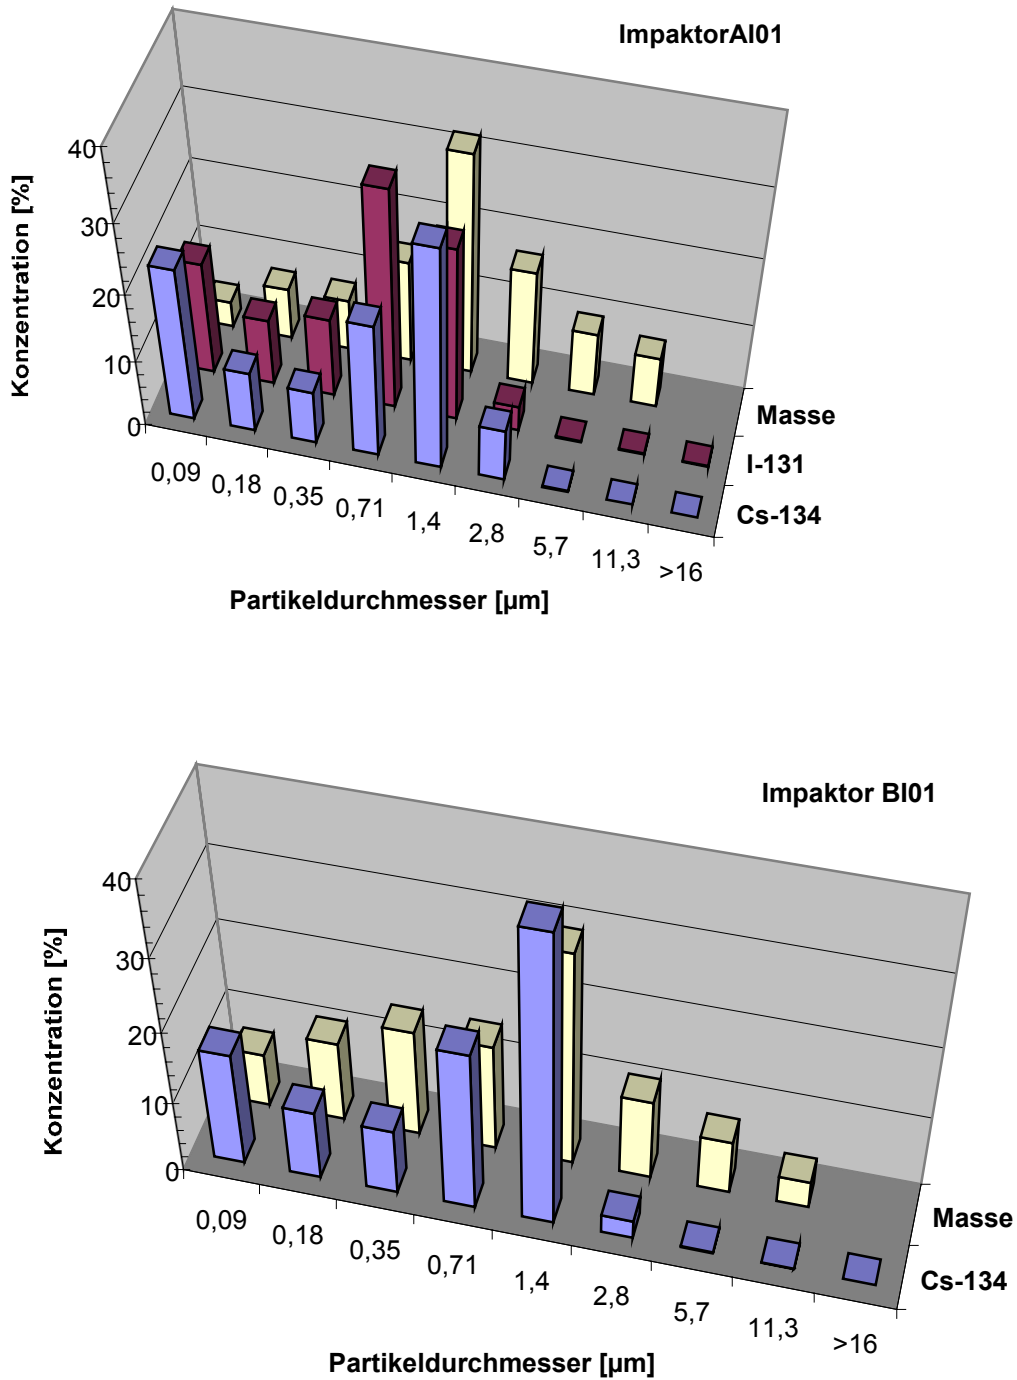 ImpaktorAI01
Konzentration [%]
40
30
20
10
0
0,09
0,18
0,35
0,71
1,4
2,8
5,7
11,3
>16
Masse
I-131
Cs-134
Partikeldurchmesser [µm]
Impaktor BI01
Konzentration [%]
40
30
20
10
0
0,09
0,18
0,35
0,71
1,4
2,8
5,7
11,3
>16
Masse
Cs-134
Partikeldurchmesser [µm]